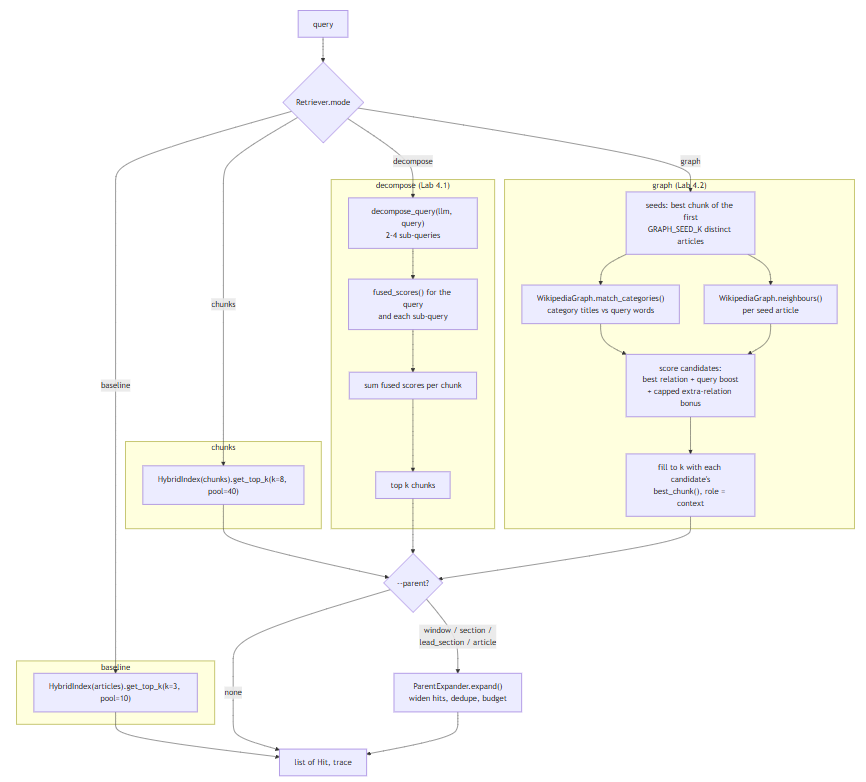 query
Retriever.mode
decompose
graph
decompose (Lab 4.1)
graph (Lab 4.2)
decompose_query(llm,
query)
2-4 sub-queries
seeds: best chunk of the
first
GRAPH_SEED_K distinct
articles
fused_scores() for the
query
and each sub-query
WikipediaGraph.match_categories()
category titles vs query words
WikipediaGraph.neighbours()
per seed article
chunks
sum fused scores per chunk
score candidates:
best relation + query boost
+ capped extra-relation
bonus
baseline
chunks
HybridIndex(chunks).get_top_k(k=8,
pool=40)
top k chunks
fill to k with each
candidate's
best_chunk(), role =
context
--parent?
window / section /
lead_section / article
baseline
HybridIndex(articles).get_top_k(k=3,
pool=10)
none
ParentExpander.expand()
widen hits, dedupe, budget
list of Hit, trace